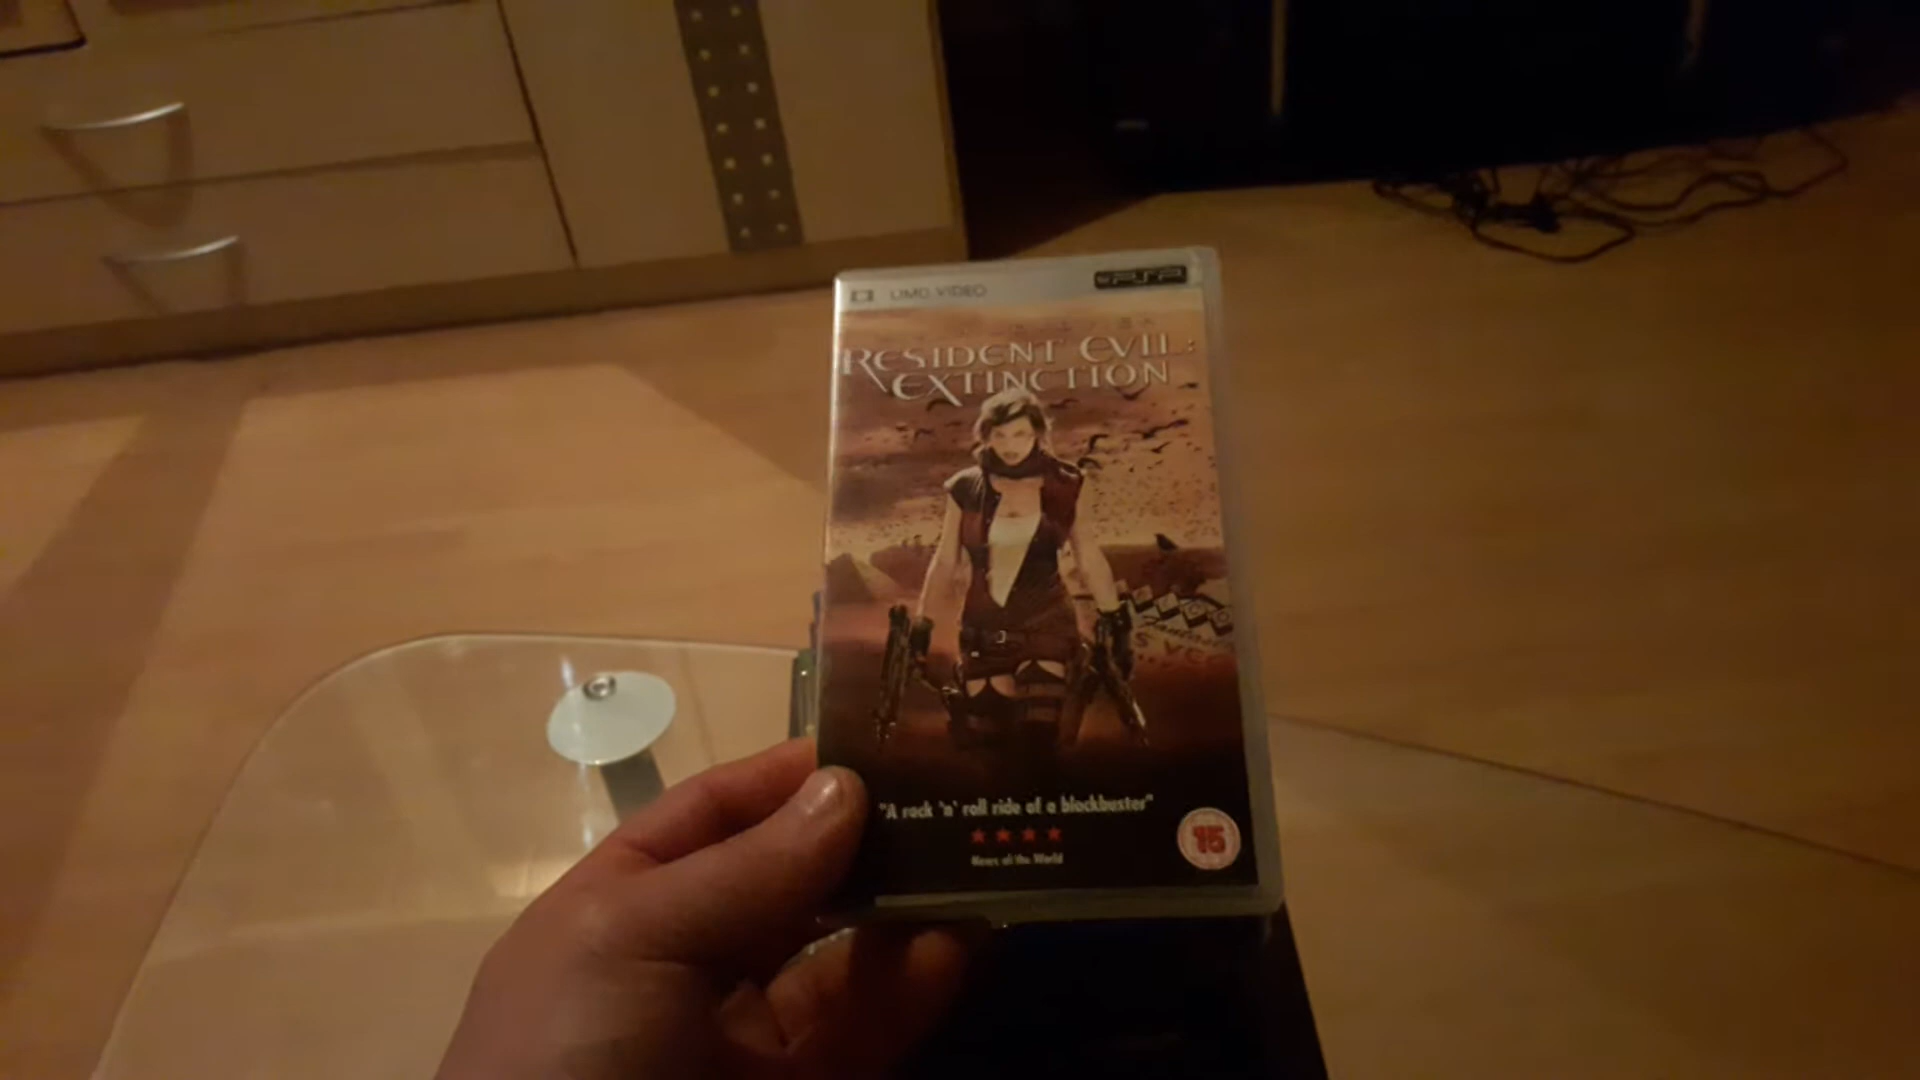 UMD VIDEO
PSP
RESIDENT EVIL:
EXTINCTION
"A rock 'n' roll ride of a blockbuster"
News of the World
15